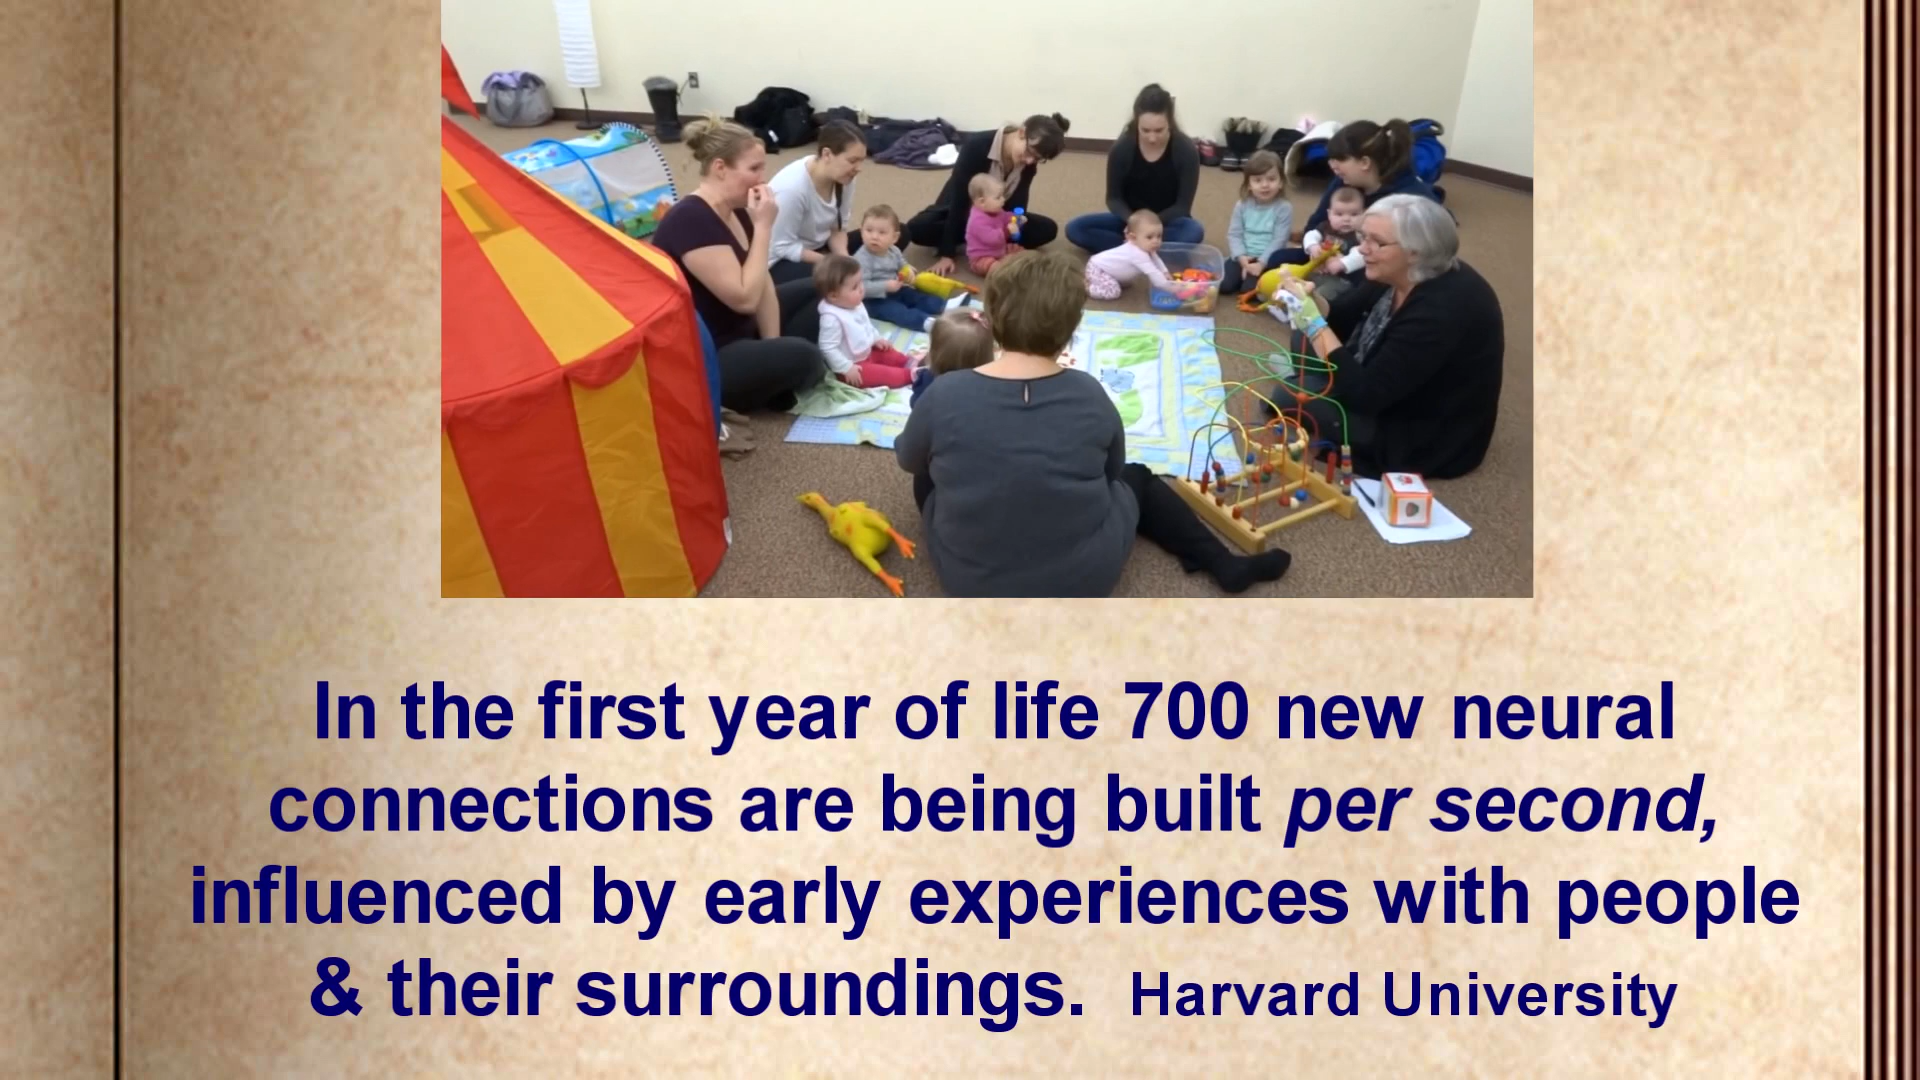 In the first year of life 700 new neural
connections are being built per second,
influenced by early experiences with people
& their surroundings. Harvard University